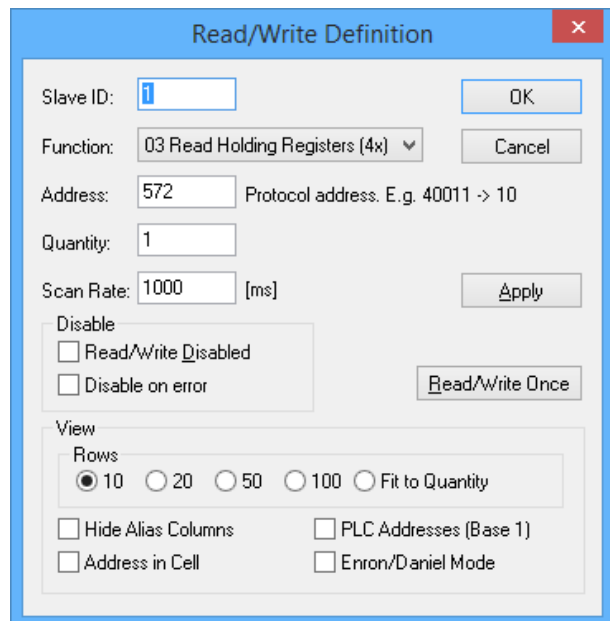 Read/Write Definition
Slave ID: 1 OK
Function: 03 Read Holding Registers (4x) Cancel
Address: 572 Protocol address. E.g. 40011 -> 10
Quantity: 1
Scan Rate: 1000 [ms] Apply
Disable
Read/Write Disabled
Disable on error
Read/Write Once
View
Rows
10 20 50 100 Fit to Quantity
Hide Alias Columns PLC Addresses (Base 1)
Address in Cell Enron/Daniel Mode